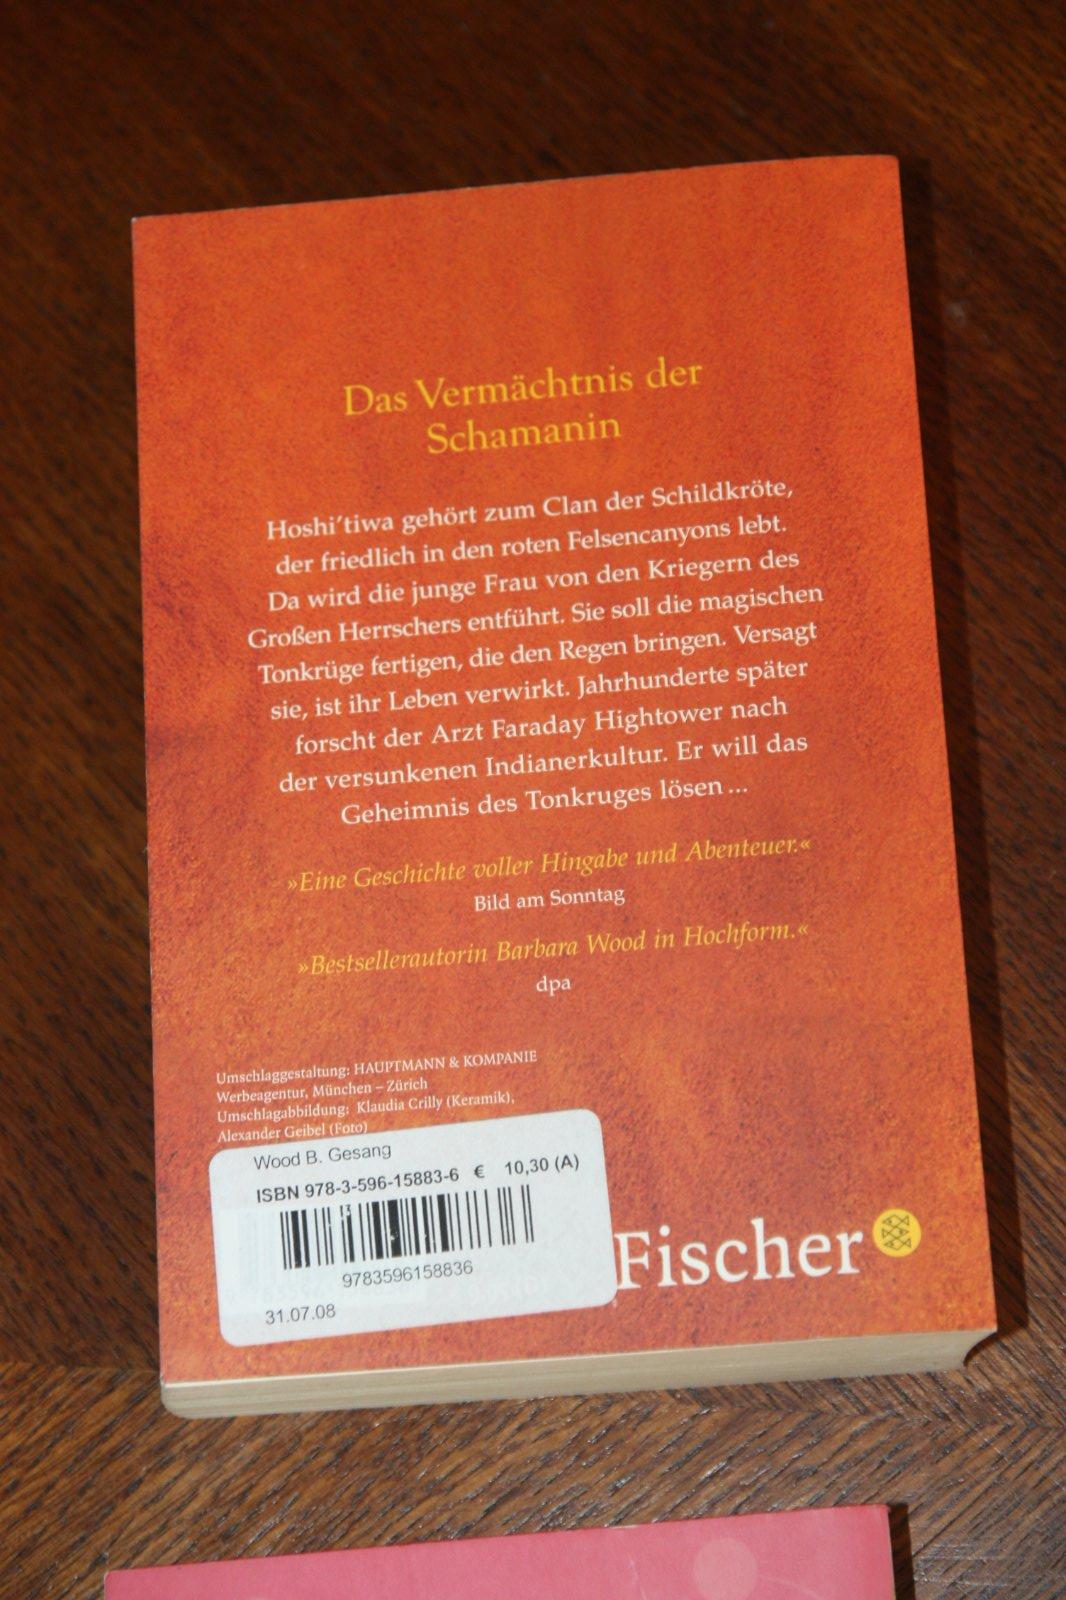 Das Vermächtnis der
Schamanin
Hoshi'tiwa gehört zum Clan der Schildkröte,
der friedlich in den roten Felsencanyons lebt.
Da wird die junge Frau von den Kriegern des
Großen Herrschers entführt. Sie soll die magischen
Tonkrüge fertigen, die den Regen bringen. Versagt
sie, ist ihr Leben verwirkt. Jahrhunderte später
forscht der Arzt Faraday Hightower nach
der versunkenen Indianerkultur. Er will das
Geheimnis des Tonkruges lösen ...
»Eine Geschichte voller Hingabe und Abenteuer.«
Bild am Sonntag
»Bestsellerautorin Barbara Wood in Hochform.«
dpa
Umschlaggestaltung: HAUPTMANN & KOMPANIE
Werbeagentur, München – Zürich
Umschlagabbildung: Klaudia Crilly (Keramik),
Alexander Geibel (Foto)
Wood B. Gesang
ISBN 978-3-596-15883-6 € 10,30 (A)
9783596158836
31.07.08
Fischer